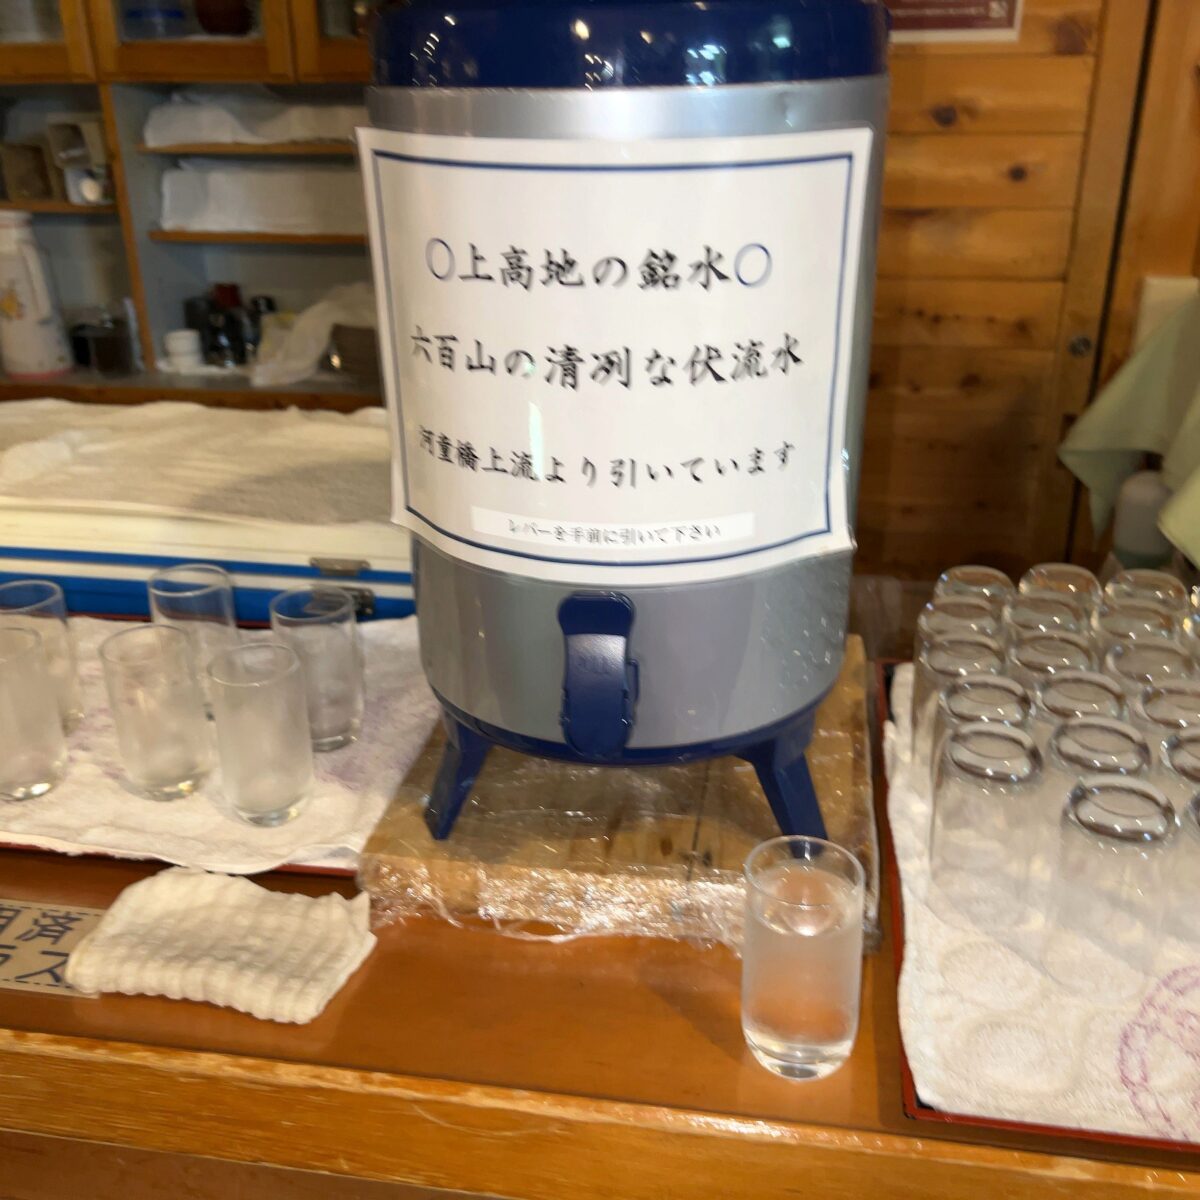 ○上高地の銘水○
六百山の清冽な伏流水
河童橋上流より引いています
レバーを手前に引いて下さい